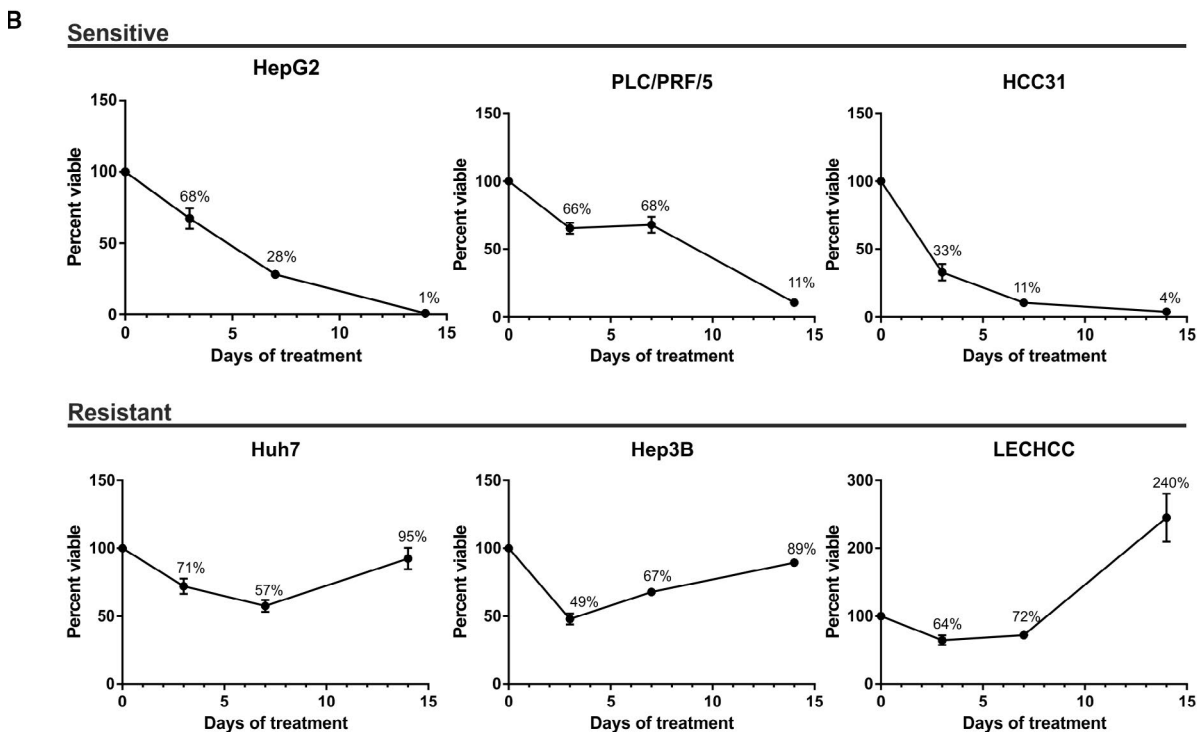 B
Sensitive
HepG2
150
100
50
0
Percent viable
68%
28%
1%
0 5 10 15
Days of treatment
PLC/PRF/5
150
100
50
0
Percent viable
66%
68%
11%
0 5 10 15
Days of treatment
HCC31
150
100
50
0
Percent viable
33%
11%
4%
0 5 10 15
Days of treatment
Resistant
Huh7
150
100
50
0
Percent viable
71%
57%
95%
0 5 10 15
Days of treatment
Hep3B
150
100
50
0
Percent viable
49%
67%
89%
0 5 10 15
Days of treatment
LECHCC
300
200
100
0
Percent viable
64%
72%
240%
0 5 10 15
Days of treatment